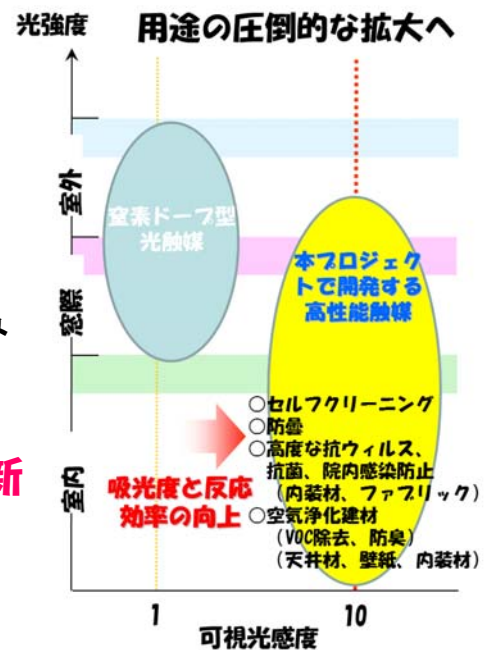 光強度
用途の圧倒的な拡大へ
室外
窒素ドープ型
光触媒
本プロジェク
トで開発する
高性能触媒
窓際
み
○セルフクリーニング
○防曇
○高度な抗ウィルス、
抗菌、院内感染防止
(内装材、ファブリック)
新
吸光度と反応
効率の向上
○空気浄化建材
(VOC除去、防臭)
(天井材、壁紙、内装材)
室内
1
10
可視光感度